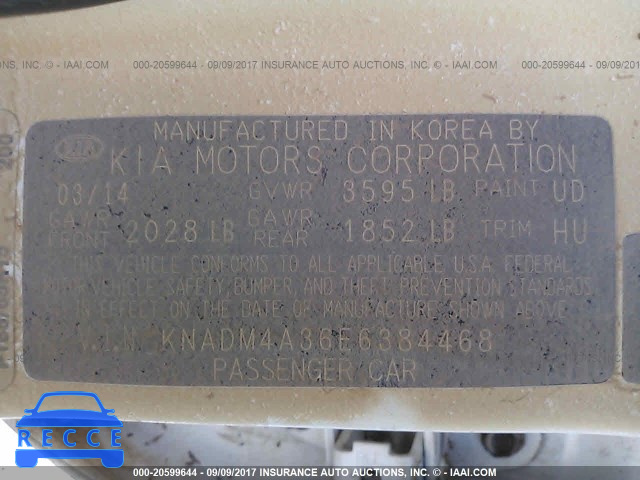 000-20599644 - 09/09/2017 INSURANCE AUTO AUCTIONS, INC. - © IAAI.COM
MANUFACTURED IN KOREA BY
KIA KIA MOTORS CORPORATION
03/14 GVWR 3595 LB PAINT UD
GAWR FRONT 2028 LB GAWR REAR 1852 LB TRIM HU
THIS VEHICLE CONFORMS TO ALL APPLICABLE U.S.A. FEDERAL
MOTOR VEHICLE SAFETY, BUMPER, AND THEFT PREVENTION STANDARDS
IN EFFECT ON THE DATE OF MANUFACTURE SHOWN ABOVE
V.I.N: KNADM4A36E6384468
PASSENGER CAR
200
RECCE
000-20599644 - 09/09/2017 INSURANCE AUTO AUCTIONS, INC. - © IAAI.COM